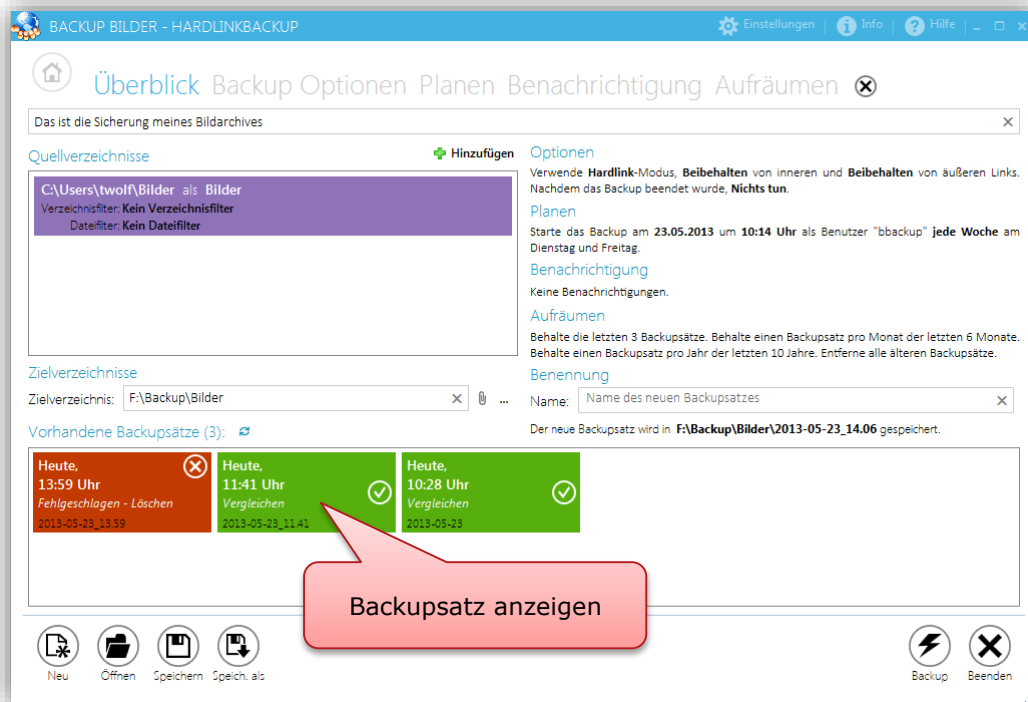 BACKUP BILDER - HARDLINKBACKUP
Einstellungen | Info | Hilfe
Überblick Backup Optionen Planen Benachrichtigung Aufräumen
Das ist die Sicherung meines Bildarchives
Quellverzeichnisse
Hinzufügen
C:\Users\twolf\Bilder als Bilder
Verzeichnisfilter: Kein Verzeichnisfilter
Dateifilter: Kein Dateifilter
Optionen
Verwende Hardlink-Modus, Beibehalten von inneren und Beibehalten von äußeren Links.
Nachdem das Backup beendet wurde, Nichts tun.
Planen
Starte das Backup am 23.05.2013 um 10:14 Uhr als Benutzer "bbackup" jede Woche am
Dienstag und Freitag.
Benachrichtigung
Keine Benachrichtigungen.
Aufräumen
Behalte die letzten 3 Backupsätze. Behalte einen Backupsatz pro Monat der letzten 6 Monate.
Behalte einen Backupsatz pro Jahr der letzten 10 Jahre. Entferne alle älteren Backupsätze.
Zielverzeichnisse
Zielverzeichnis: F:\Backup\Bilder
...
Benennung
Name: Name des neuen Backupsatzes
Der neue Backupsatz wird in F:\Backup\Bilder\2013-05-23_14.06 gespeichert.
Vorhandene Backupsätze (3):
Heute,
13:59 Uhr
Fehlgeschlagen - Löschen
2013-05-23_13.59
Heute,
11:41 Uhr
Vergleichen
2013-05-23_11.41
Heute,
10:28 Uhr
Vergleichen
2013-05-23
Backupsatz anzeigen
Neu
Öffnen
Speichern
Speich. als
Backup
Beenden